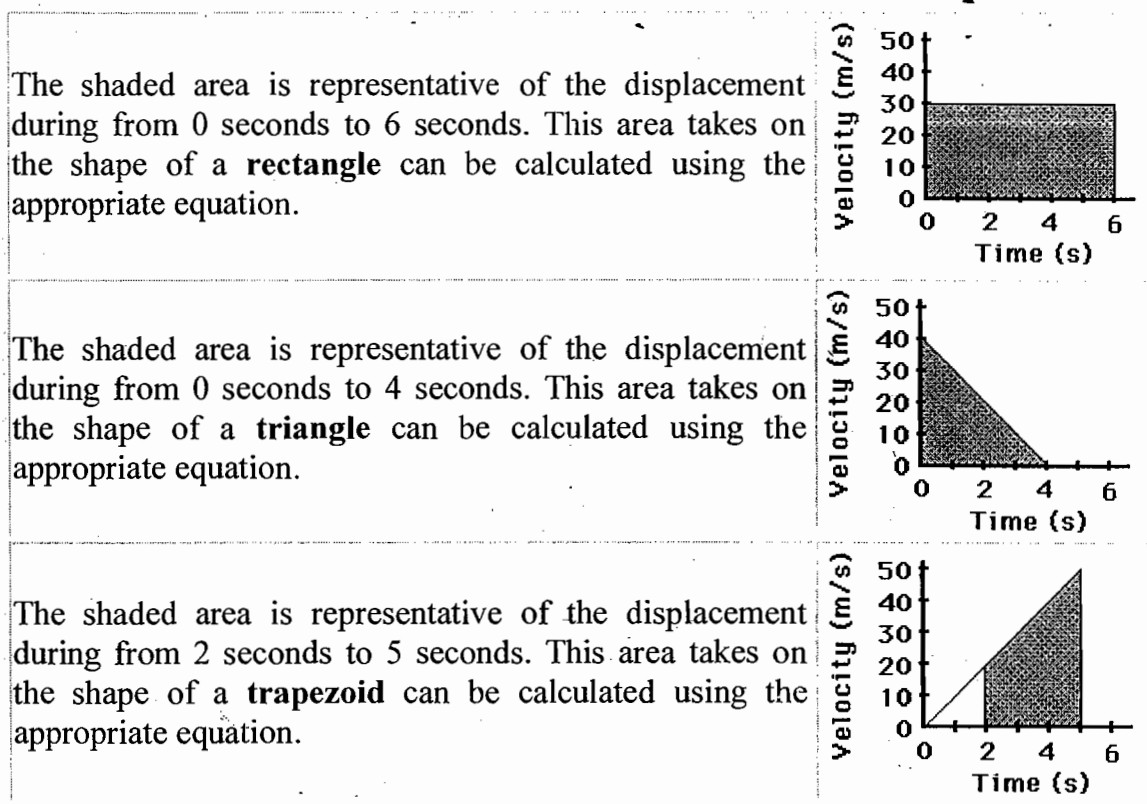 The shaded area is representative of the displacement
during from 0 seconds to 6 seconds. This area takes on
the shape of a rectangle can be calculated using the
appropriate equation.
Velocity (m/s)
50
40
30
20
10
0
0 2 4 6
Time (s)
The shaded area is representative of the displacement
during from 0 seconds to 4 seconds. This area takes on
the shape of a triangle can be calculated using the
appropriate equation.
Velocity (m/s)
50
40
30
20
10
0
0 2 4 6
Time (s)
The shaded area is representative of the displacement
during from 2 seconds to 5 seconds. This area takes on
the shape of a trapezoid can be calculated using the
appropriate equation.
Velocity (m/s)
50
40
30
20
10
0
0 2 4 6
Time (s)